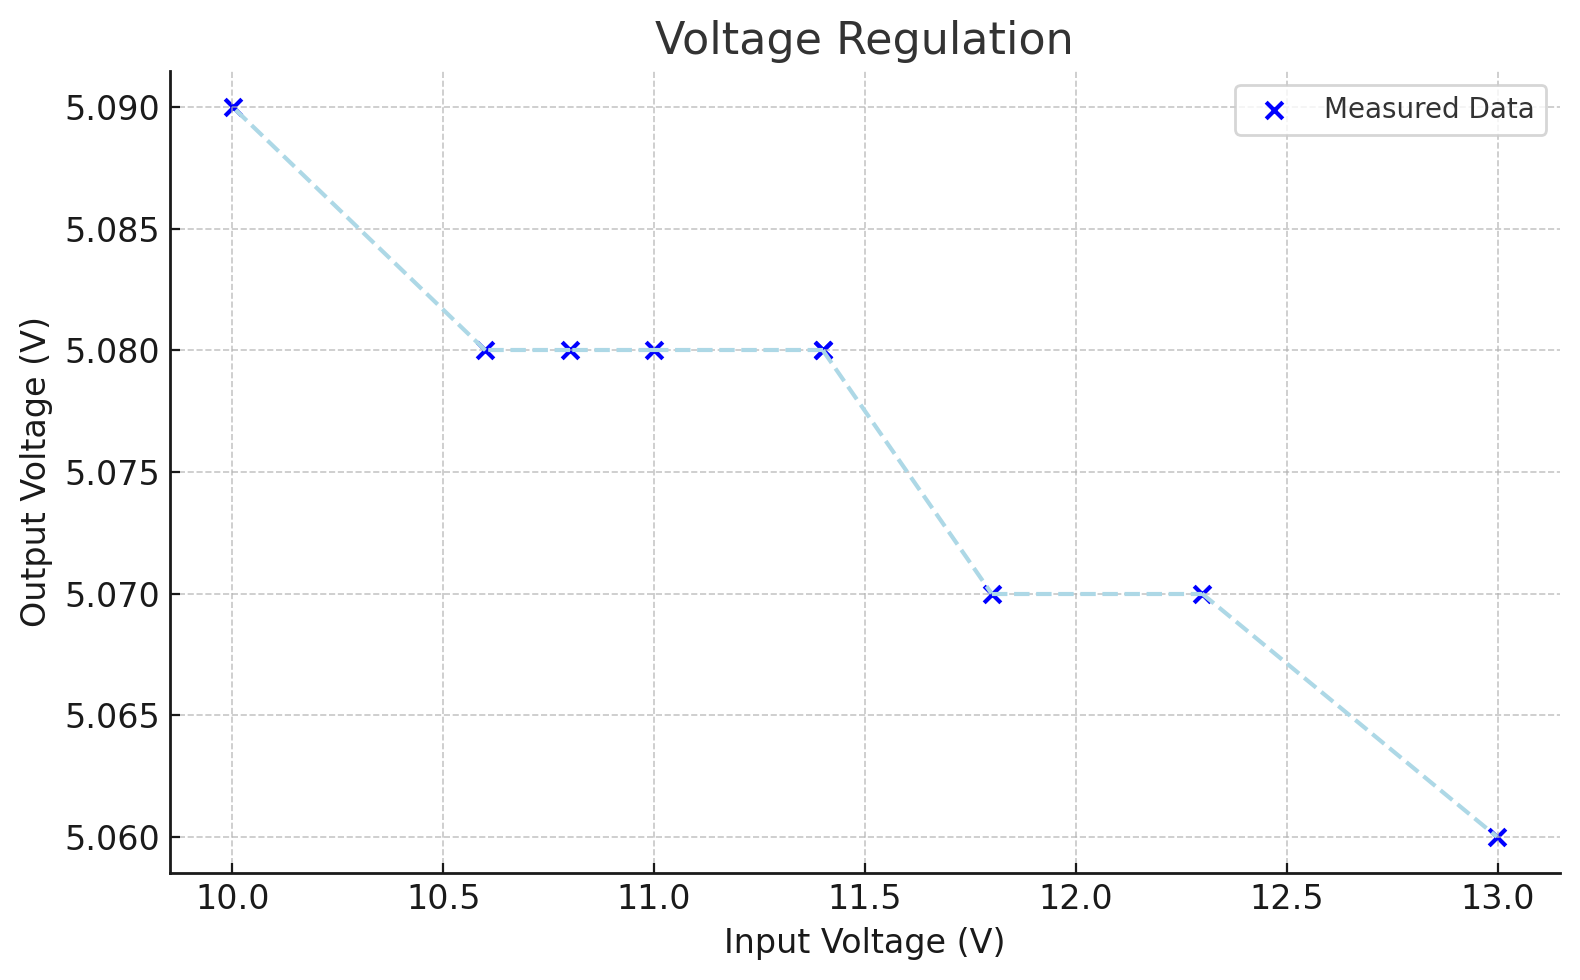 Voltage Regulation
Measured Data
Output Voltage (V)
5.090
5.085
5.080
5.075
5.070
5.065
5.060
10.0 10.5 11.0 11.5 12.0 12.5 13.0
Input Voltage (V)